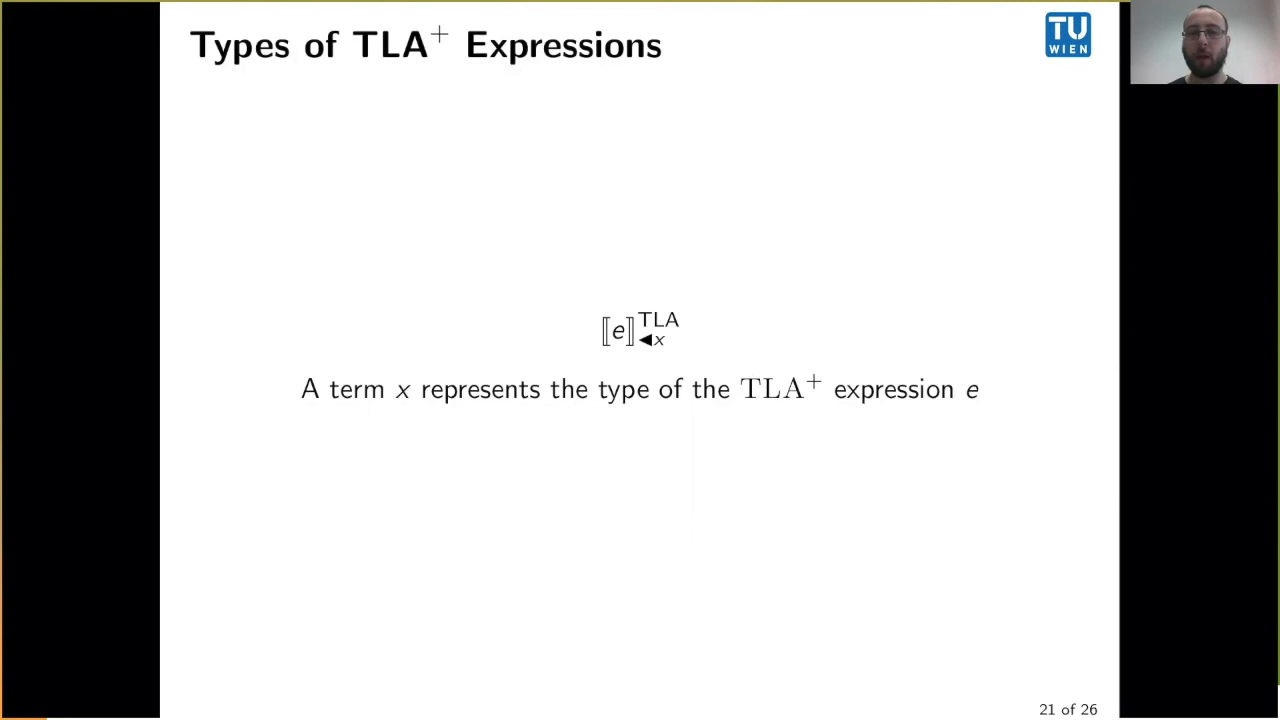 Types of TLA⁺ Expressions
TU
WIEN
⟦e⟧ TLA ◀x
A term x represents the type of the TLA⁺ expression e
21 of 26